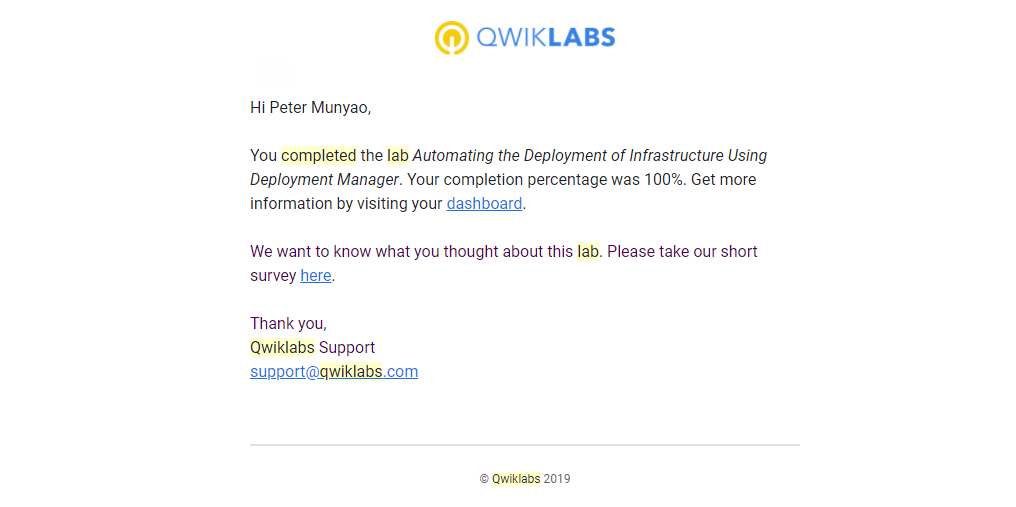 QWIKLABS
Hi Peter Munyao,
You completed the lab Automating the Deployment of Infrastructure Using
Deployment Manager. Your completion percentage was 100%. Get more
information by visiting your dashboard.
We want to know what you thought about this lab. Please take our short
survey here.
Thank you,
Qwiklabs Support
support@qwiklabs.com
© Qwiklabs 2019